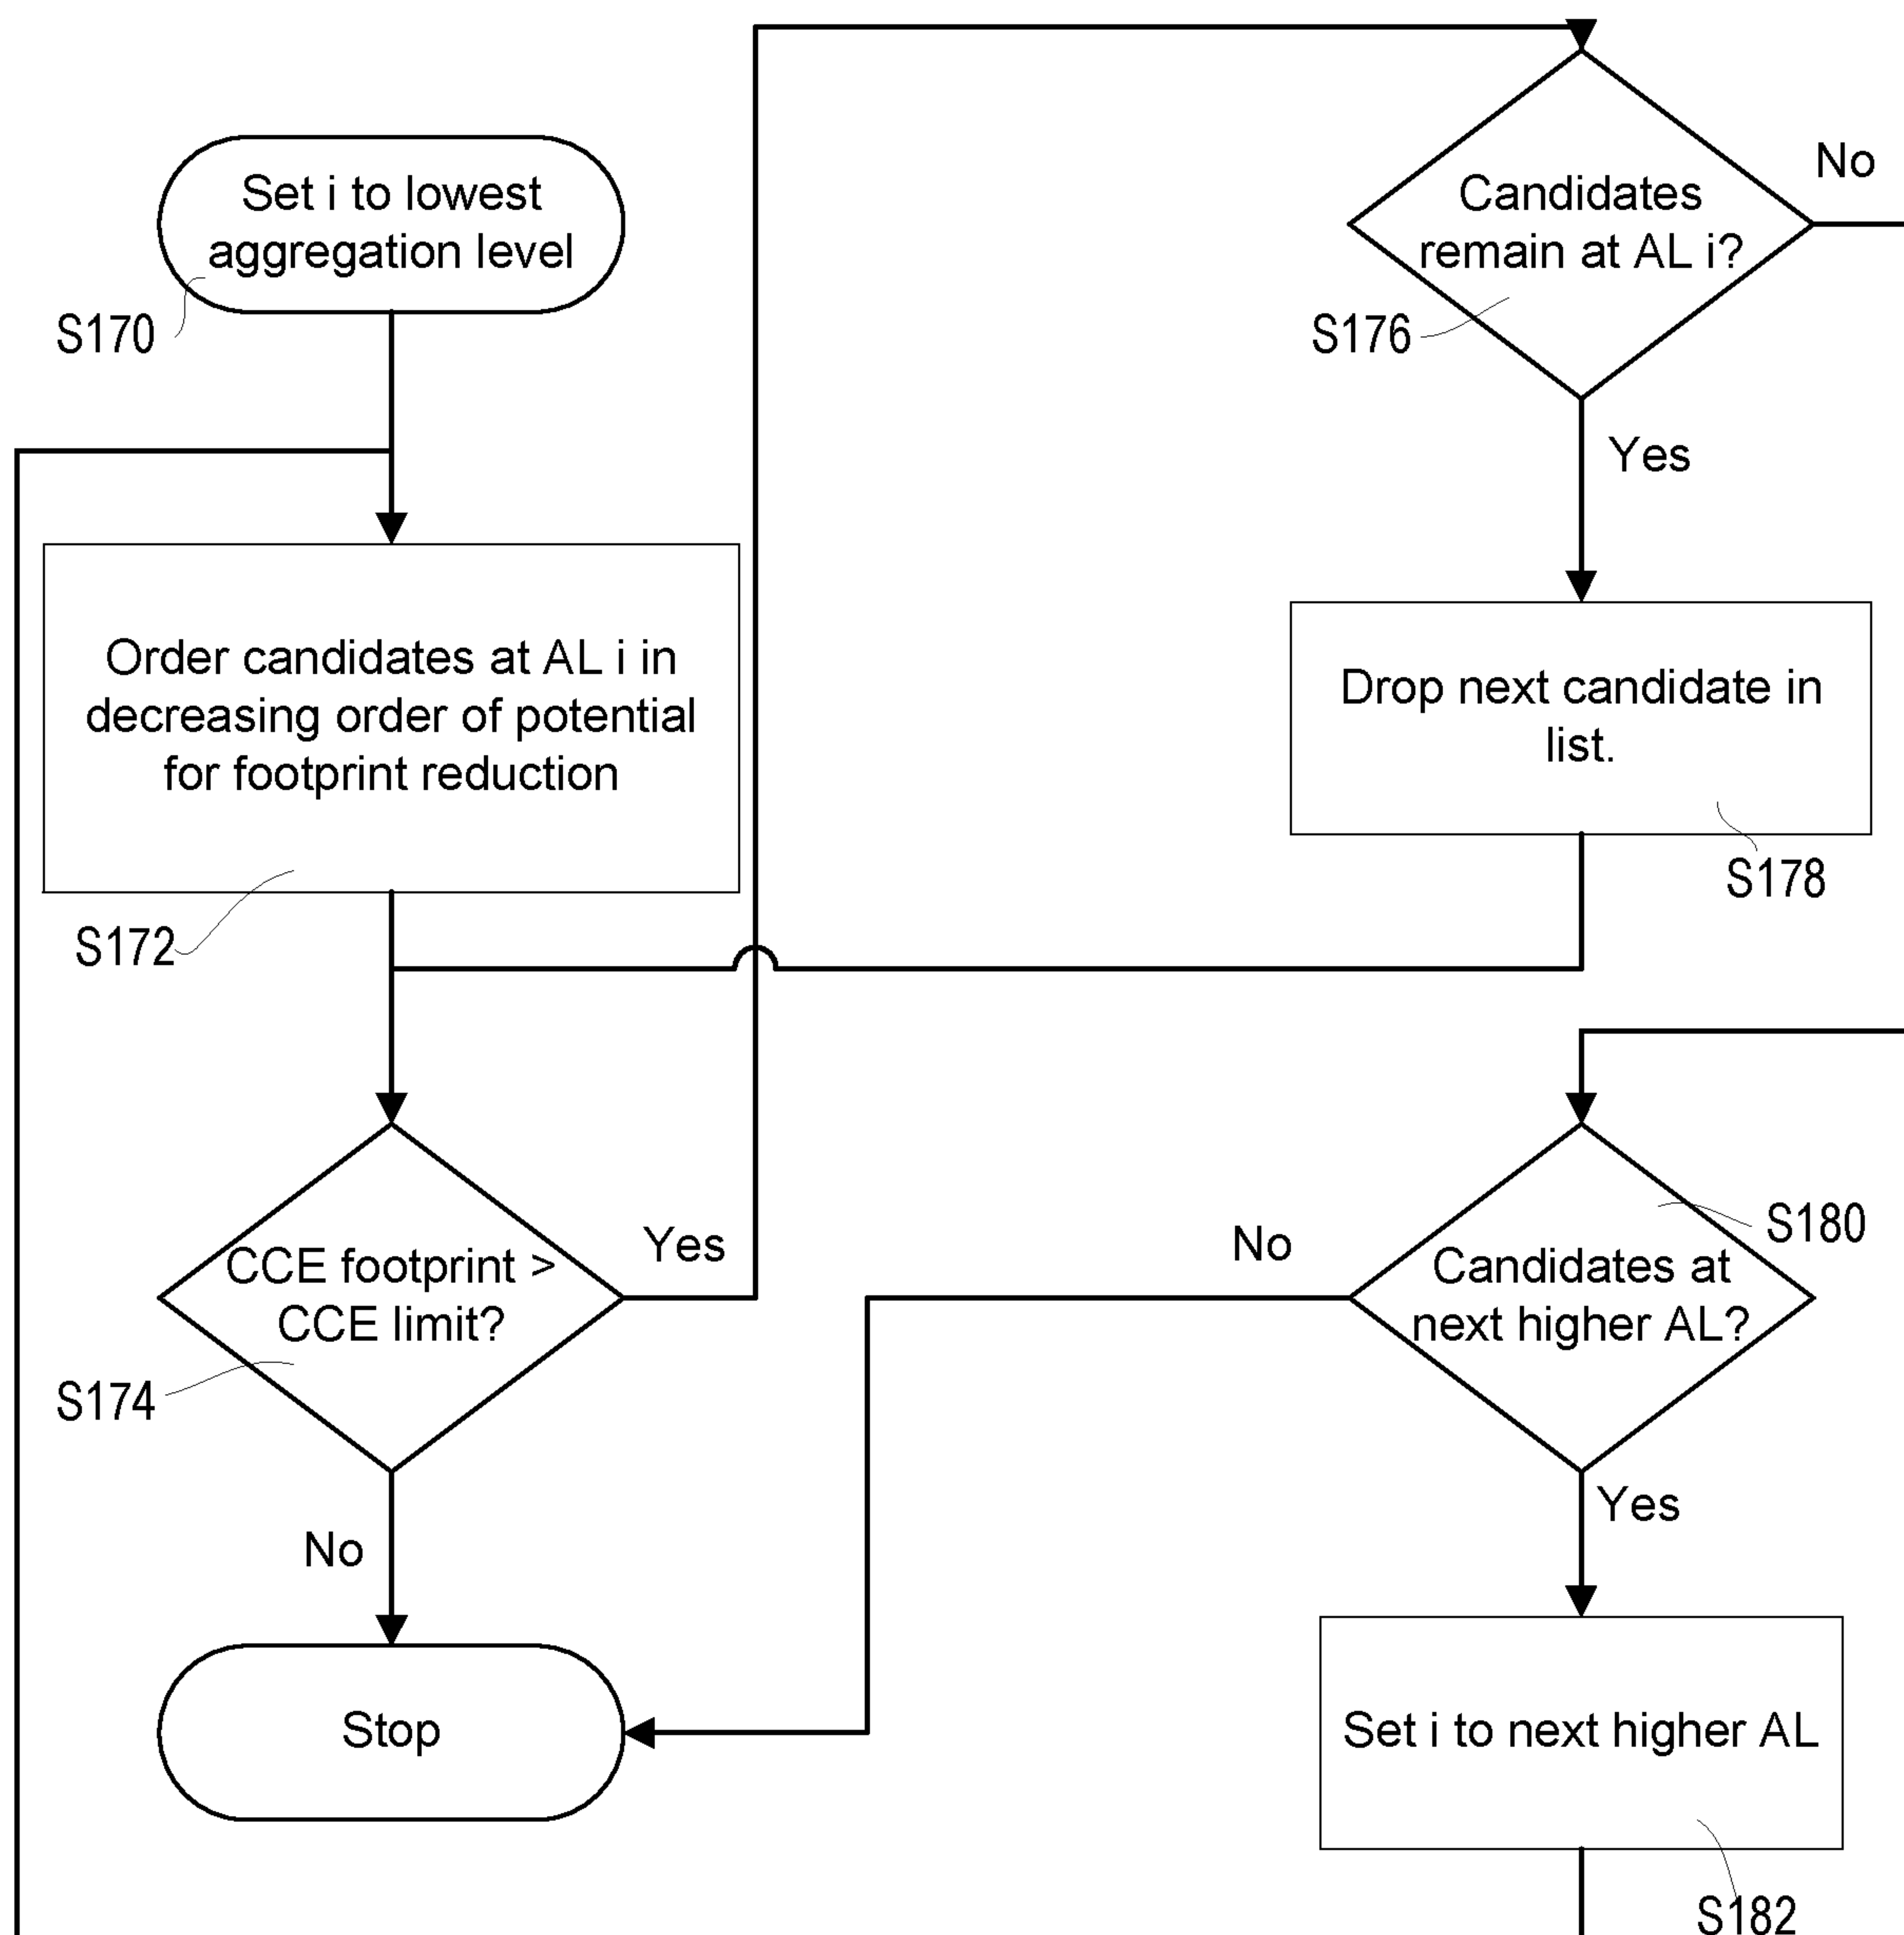 Set i to lowest
aggregation level
S170
Order candidates at AL i in
decreasing order of potential
for footprint reduction
S172
CCE footprint >
CCE limit?
S174
Yes
No
Stop
Candidates
remain at AL i?
S176
No
Yes
Drop next candidate in
list.
S178
S180
Candidates at
next higher AL?
No
Yes
Set i to next higher AL
S182